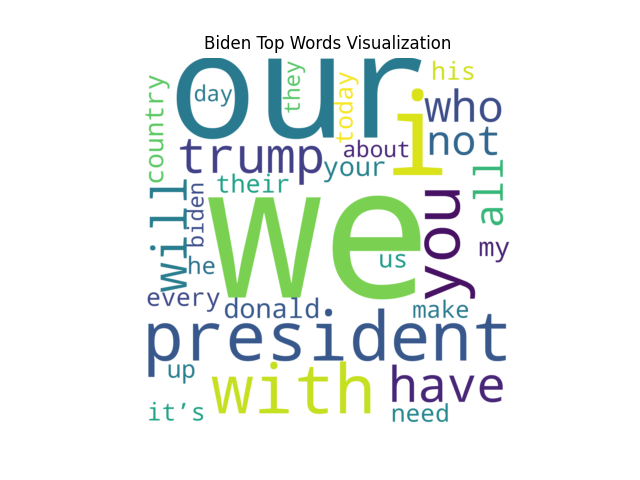 Biden Top Words Visualization
our
his
they
day
today
country
i
who
not
trump
about
your
all
their
will
biden
we
you
my
us
he
every
donald
make
president
up
with
have
it’s
need